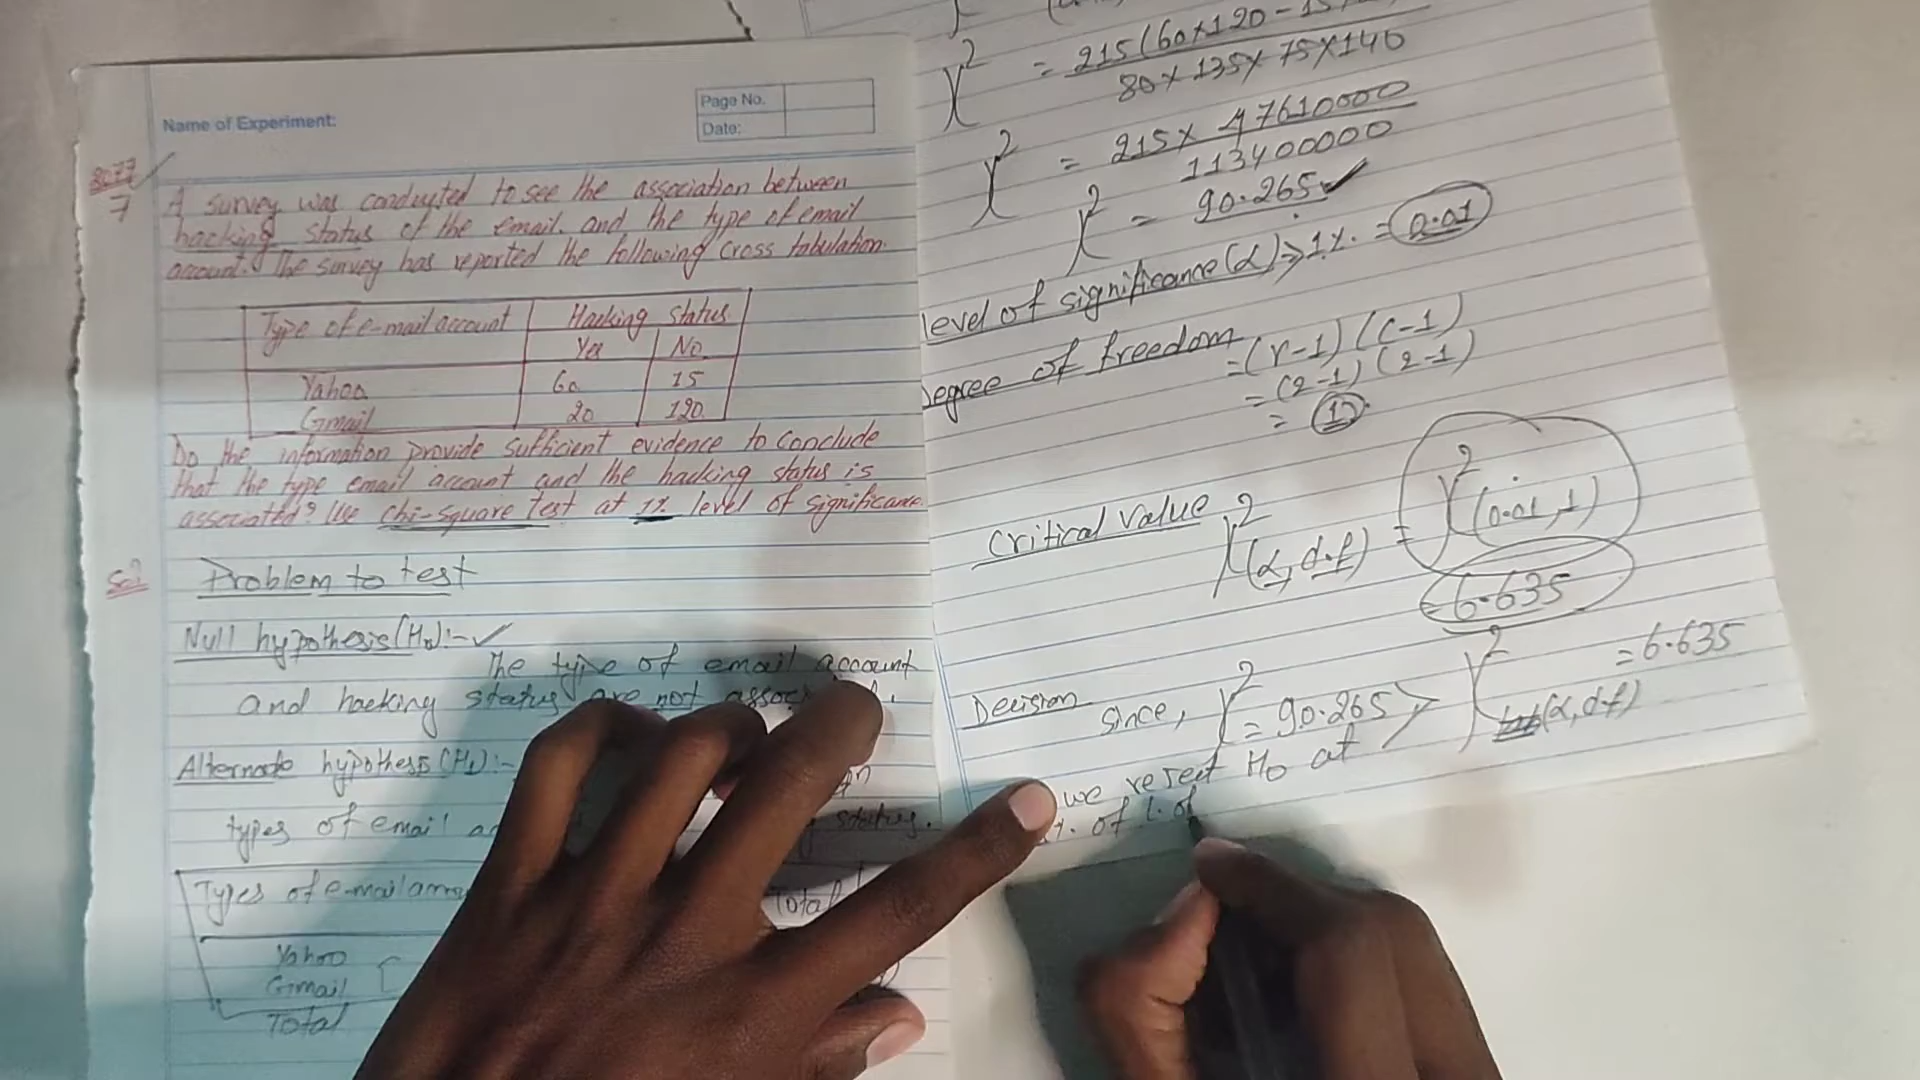 Name of Experiment:
Page No.
Date:
2077
7
A survey was conducted to see the association between
hacking status of the email and the type of email
account. The survey has reported the following cross tabulation.
Type of e-mail account Hacking Status
Yes No
Yahoo 60 15
Gmail 20 120
Do the information provide sufficient evidence to conclude
that the type email account and the hacking status is
associated? Use chi-square test at 1% level of significance.
Problem to test
Null hypothesis (H0):- ✓
The type of email account
and hacking status are not
Alternate hypothesis (H1):-
types of email status.
Types of e-mail Total
Yahoo
Gmail
Total
χ² = 215(60×120-15
80×135×75×140
χ² = 215× 47610000
113400000
χ² = 90.265 ✓
level of significance (α) ⇒ 1% = 0.01
Degree of freedom = (r-1) (c-1)
= (2-1) (2-1)
= 1
Critical value χ²(α, d.f) = χ²(0.01, 1)
= 6.635
Decision since, χ² = 90.265 > χ² (α, d.f) = 6.635
we reject H0 at
1% of l. of